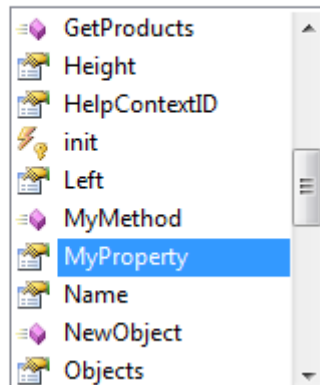 GetProducts
Height
HelpContextID
init
Left
MyMethod
MyProperty
Name
NewObject
Objects